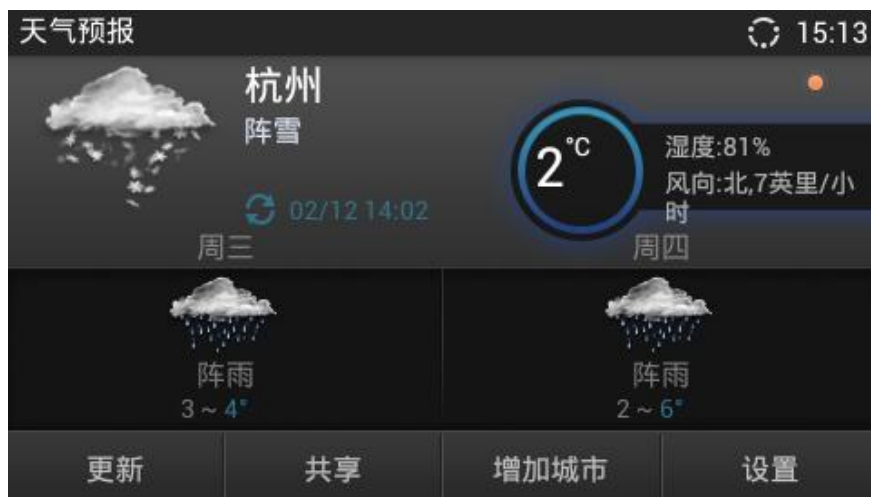 天气预报 15:13
杭州
阵雪
2°C
湿度:81%
风向:北,7英里/小
时
02/12 14:02
周三 周四
阵雨 阵雨
3 ~ 4° 2 ~ 6°
更新 共享 增加城市 设置